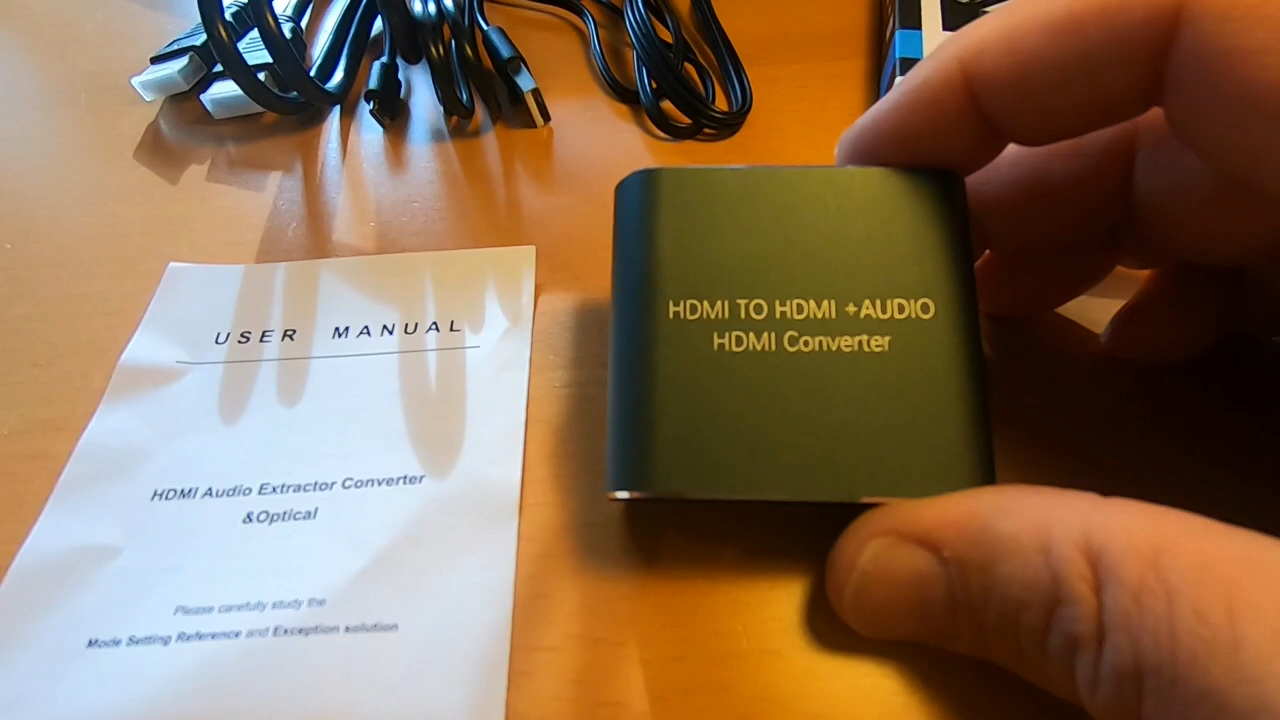 USER MANUAL
HDMI Audio Extractor Converter
&Optical
Please carefully study the
Mode Setting Reference and Exception solution
HDMI TO HDMI +AUDIO
HDMI Converter